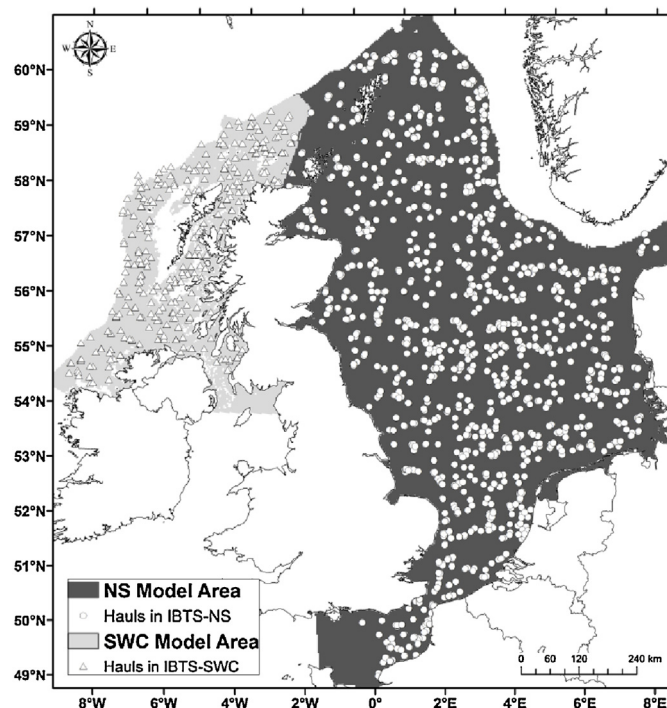 N
W E
S
60°N
59°N
58°N
57°N
56°N
55°N
54°N
53°N
52°N
51°N
50°N
49°N
NS Model Area
Hauls in IBTS-NS
SWC Model Area
Hauls in IBTS-SWC
0 60 120 240 km
8°W 6°W 4°W 2°W 0° 2°E 4°E 6°E 8°E